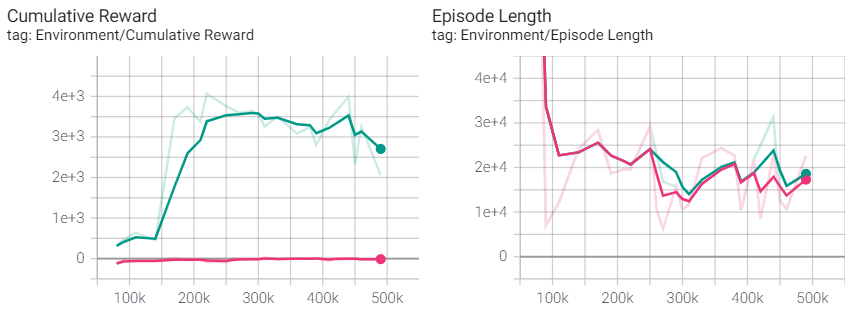 Cumulative Reward
tag: Environment/Cumulative Reward
4e+3
3e+3
2e+3
1e+3
0
100k 200k 300k 400k 500k
Episode Length
tag: Environment/Episode Length
4e+4
3e+4
2e+4
1e+4
0
100k 200k 300k 400k 500k